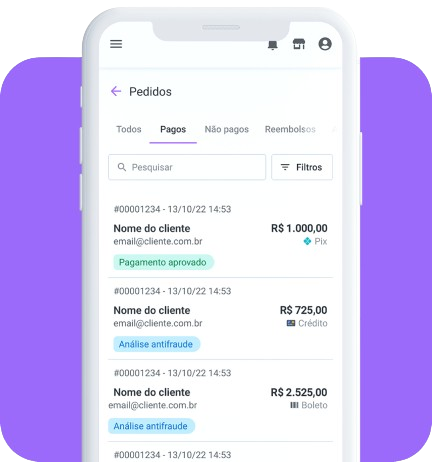 Pedidos
Todos Pagos Não pagos Reembolsos
Pesquisar Filtros
#00001234 - 13/10/22 14:53
Nome do cliente R$ 1.000,00
email@cliente.com.br Pix
Pagamento aprovado
#00001234 - 13/10/22 14:53
Nome do cliente R$ 725,00
email@cliente.com.br Crédito
Análise antifraude
#00001234 - 13/10/22 14:53
Nome do cliente R$ 2.525,00
email@cliente.com.br Boleto
Análise antifraude
#00001234 - 13/10/22 14:53